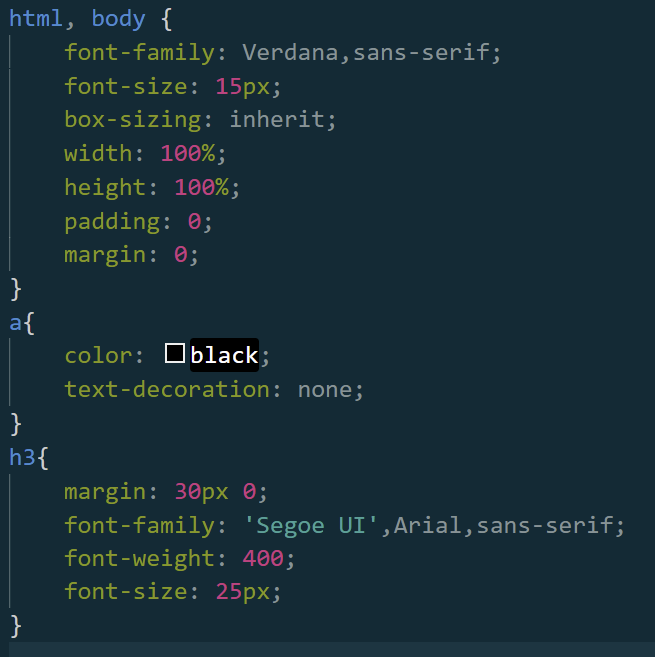 html, body {
    font-family: Verdana,sans-serif;
    font-size: 15px;
    box-sizing: inherit;
    width: 100%;
    height: 100%;
    padding: 0;
    margin: 0;
}
a{
    color: black;
    text-decoration: none;
}
h3{
    margin: 30px 0;
    font-family: 'Segoe UI',Arial,sans-serif;
    font-weight: 400;
    font-size: 25px;
}